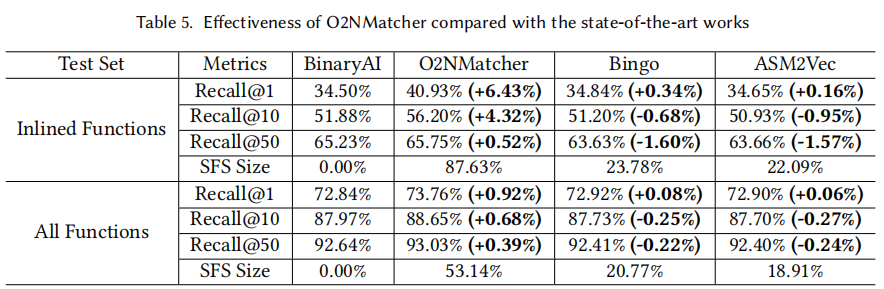 Table 5. Effectiveness of O2NMatcher compared with the state-of-the-art works
Test Set Metrics BinaryAI O2NMatcher Bingo ASM2Vec
Inlined Functions
Recall@1 34.50% 40.93% (+6.43%) 34.84% (+0.34%) 34.65% (+0.16%)
Recall@10 51.88% 56.20% (+4.32%) 51.20% (-0.68%) 50.93% (-0.95%)
Recall@50 65.23% 65.75% (+0.52%) 63.63% (-1.60%) 63.66% (-1.57%)
SFS Size 0.00% 87.63% 23.78% 22.09%
All Functions
Recall@1 72.84% 73.76% (+0.92%) 72.92% (+0.08%) 72.90% (+0.06%)
Recall@10 87.97% 88.65% (+0.68%) 87.73% (-0.25%) 87.70% (-0.27%)
Recall@50 92.64% 93.03% (+0.39%) 92.41% (-0.22%) 92.40% (-0.24%)
SFS Size 0.00% 53.14% 20.77% 18.91%